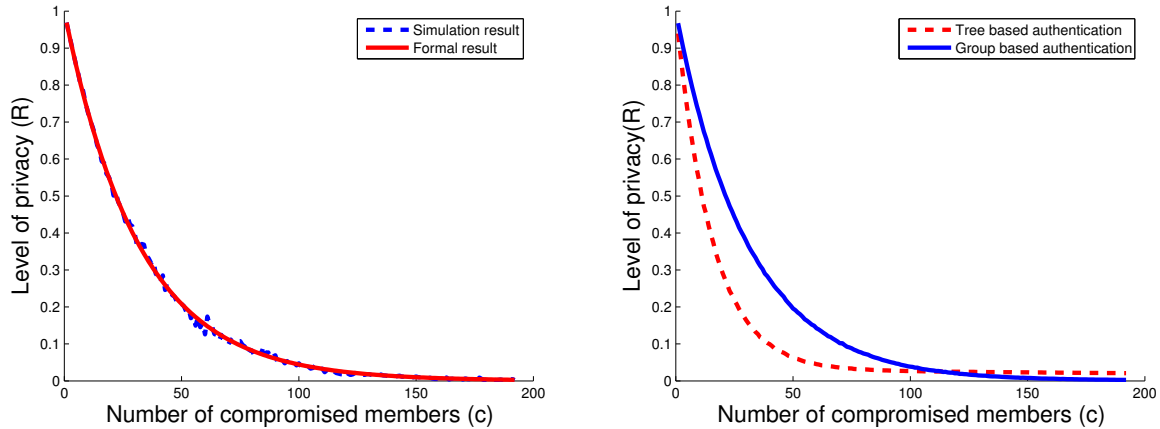 1
0.9
0.8
0.7
0.6
0.5
0.4
0.3
0.2
0.1
0
0 50 100 150 200
Level of privacy (R)
Number of compromised members (c)
Simulation result
Formal result
1
0.9
0.8
0.7
0.6
0.5
0.4
0.3
0.2
0.1
0
0 50 100 150 200
Level of privacy(R)
Number of compromised members (c)
Tree based authentication
Group based authentication